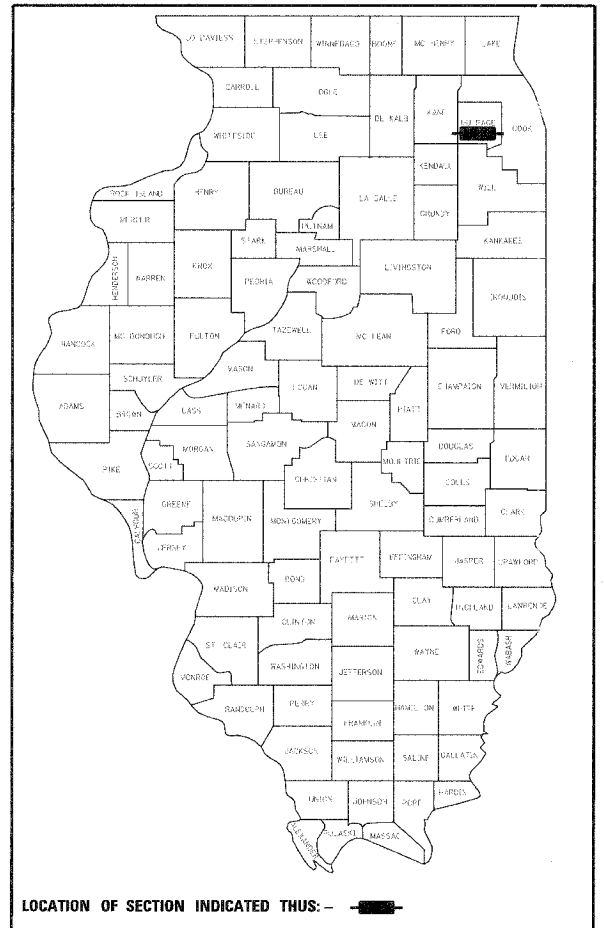 JO DAVIESS STEPHENSON WINNEBAGO BOONE MC HENRY LAKE
CARROLL OGLE DE KALB KANE DU PAGE COOK
WHITESIDE LEE KENDALL WILL
ROCK ISLAND HENRY BUREAU LA SALLE GRUNDY
MERCER PUTNAM KANKAKEE
HENDERSON WARREN KNOX STARK MARSHALL LIVINGSTON
PEORIA WOODFORD IROQUOIS
HANCOCK MC DONOUGH FULTON TAZEWELL MC LEAN FORD
SCHUYLER MASON LOGAN DE WITT CHAMPAIGN VERMILION
ADAMS BROWN CASS MENARD MACON PIATT
PIKE SCOTT MORGAN SANGAMON CHRISTIAN MOULTRIE DOUGLAS EDGAR
COLES
CALHOUN GREENE MACOUPIN MONTGOMERY SHELBY CUMBERLAND CLARK
JERSEY FAYETTE EFFINGHAM JASPER CRAWFORD
MADISON BOND CLAY RICHLAND LAWRENCE
CLINTON MARION
ST CLAIR WAYNE EDWARDS WABASH
MONROE WASHINGTON JEFFERSON
RANDOLPH PERRY HAMILTON WHITE
FRANKLIN
JACKSON WILLIAMSON SALINE GALLATIN
UNION JOHNSON POPE HARDIN
ALEXANDER PULASKI MASSAC
LOCATION OF SECTION INDICATED THUS: –